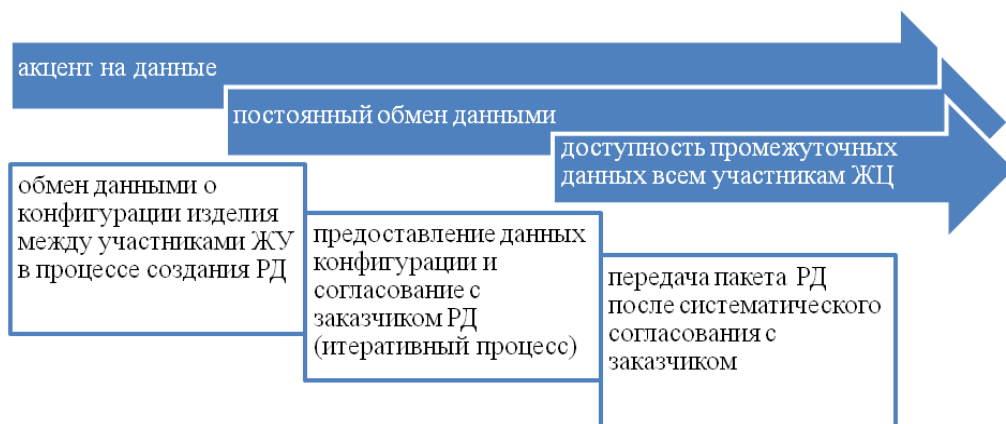 акцент на данные
постоянный обмен данными
доступность промежуточных
данных всем участникам ЖЦ
обмен данными о
конфигурации изделия
между участниками ЖУ
в процессе создания РД
предоставление данных
конфигурации и
согласование с
заказчиком РД
(итеративный процесс)
передача пакета РД
после систематического
согласования с
заказчиком